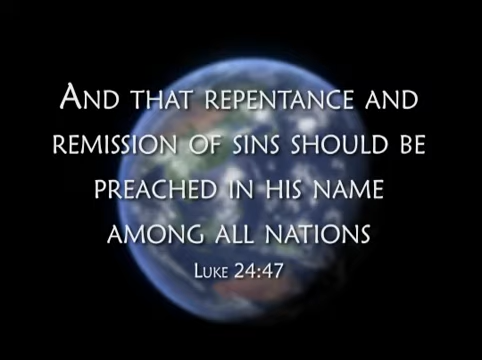 And that repentance and
remission of sins should be
preached in his name
among all nations
Luke 24:47